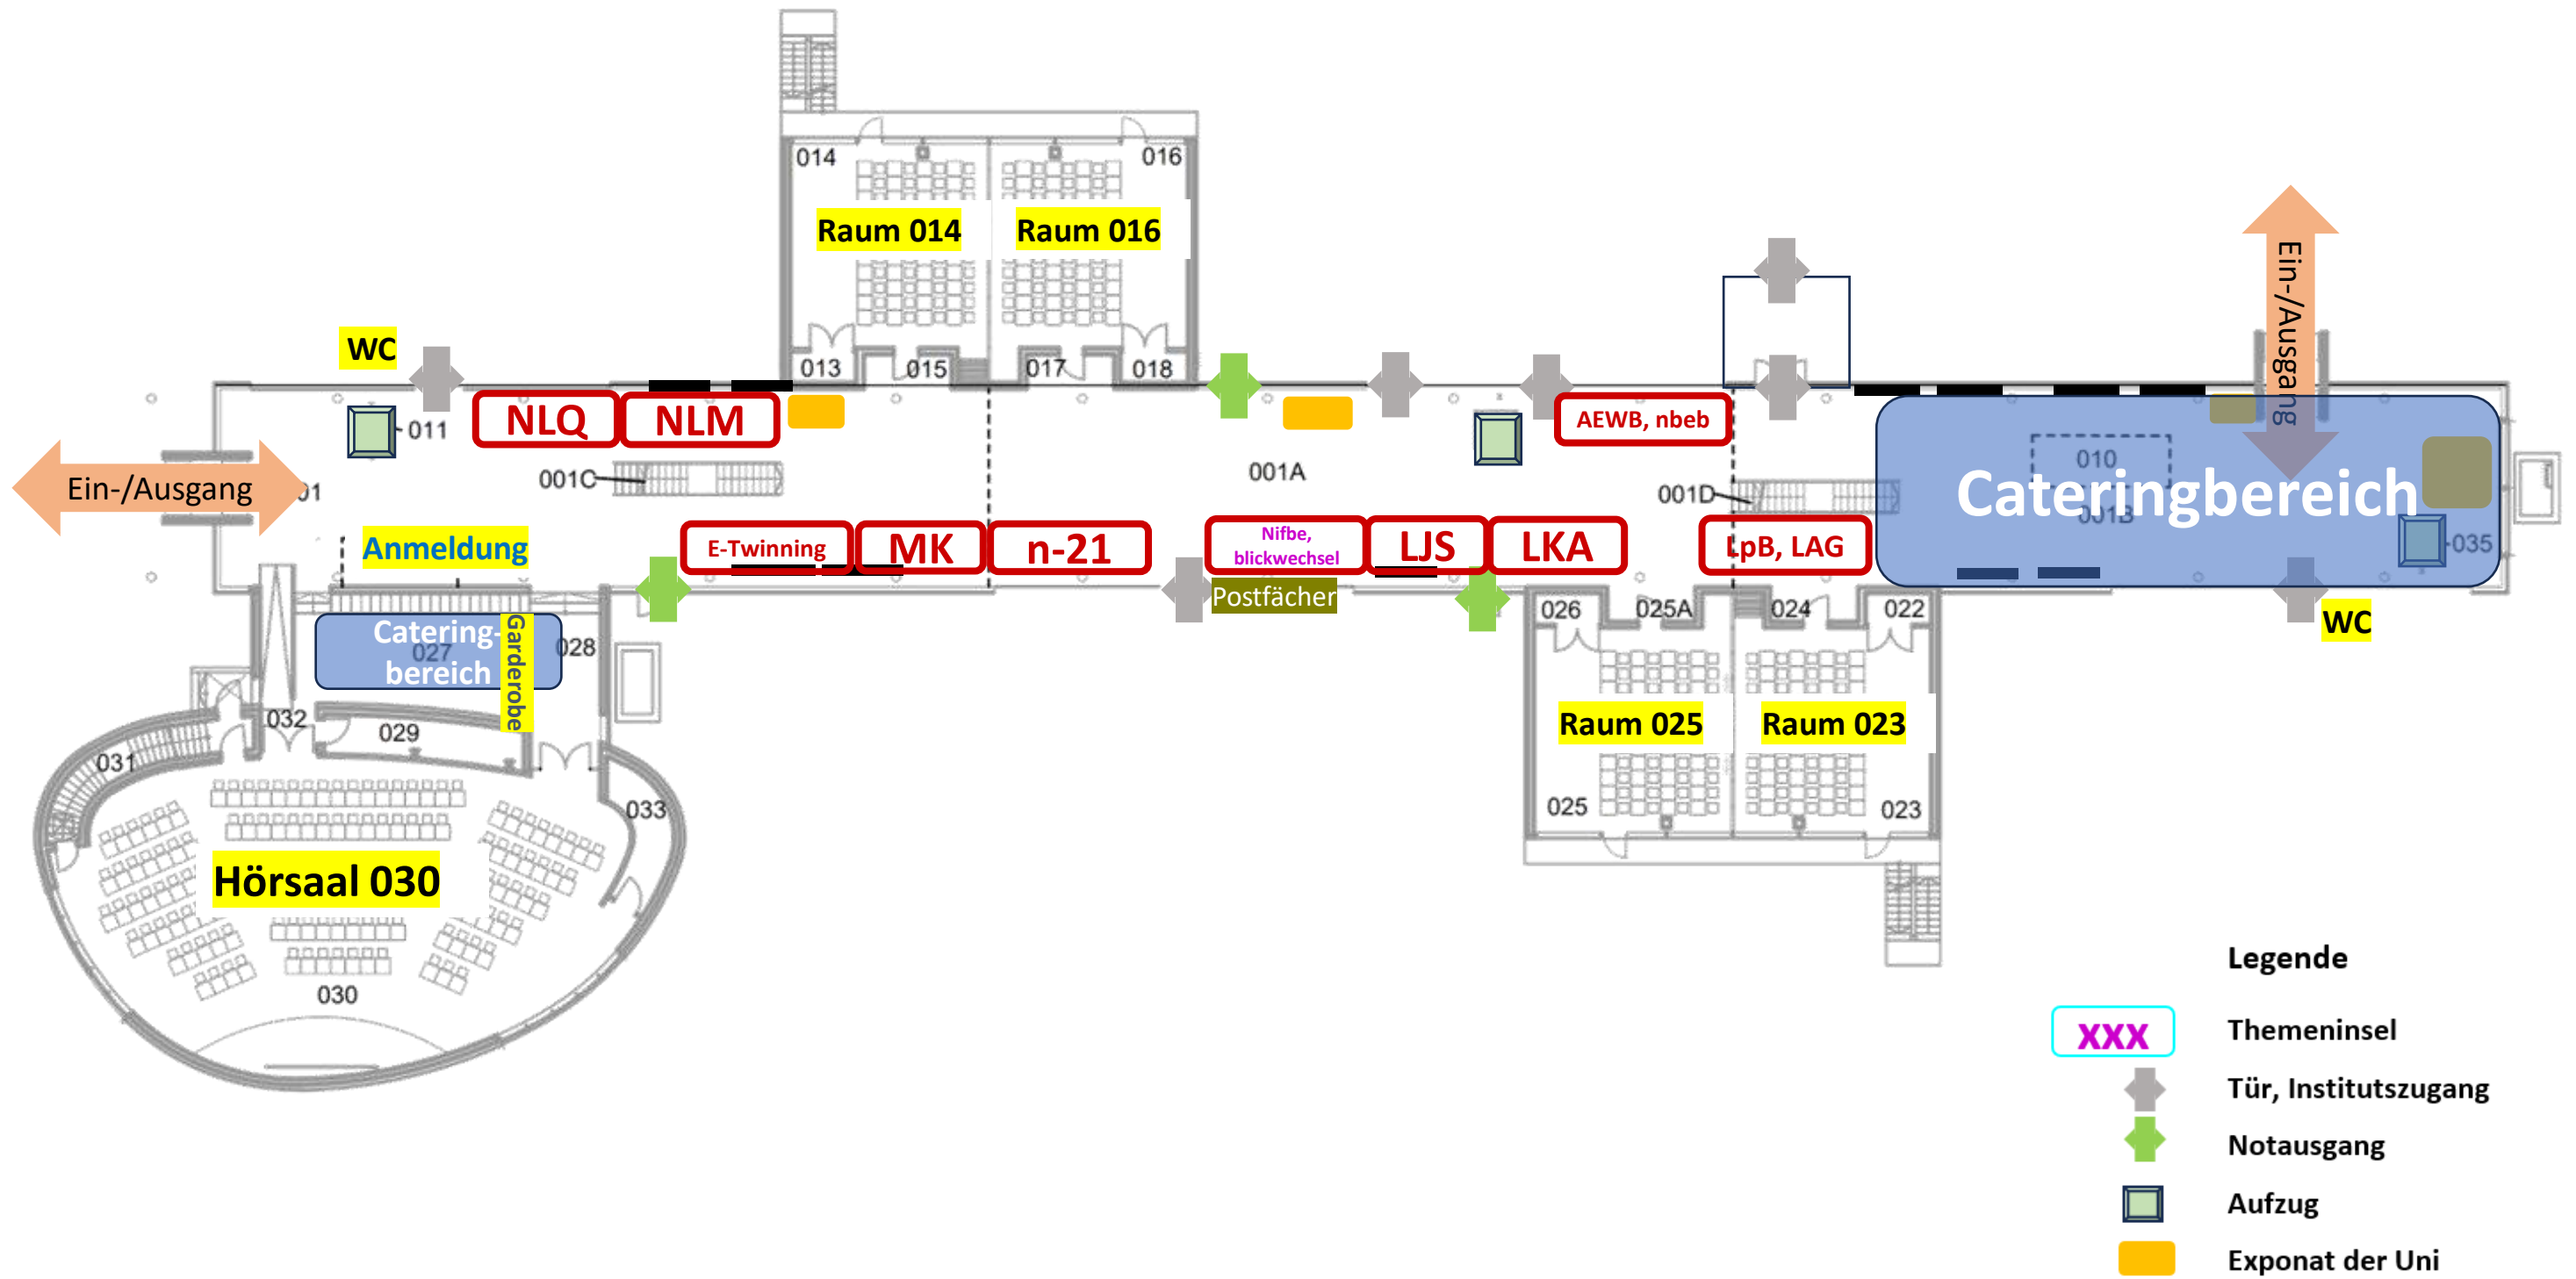 014
016
Raum 014
Raum 016
Ein-/Ausgang
WC
013
015
017
018
011
NLQ
NLM
AEWB, nbeb
Ein-/Ausgang
01
001C
001A
001D
010
Cateringbereich
001B
035
Anmeldung
E-Twinning
MK
n-21
Nifbe,
blickwechsel
LJS
LKA
LpB, LAG
Postfächer
WC
026
025A
024
022
Catering-
bereich
027
Garderobe
028
Raum 025
Raum 023
032
029
031
033
025
023
Hörsaal 030
030
Legende
xxx
Themeninsel
Tür, Institutszugang
Notausgang
Aufzug
Exponat der Uni